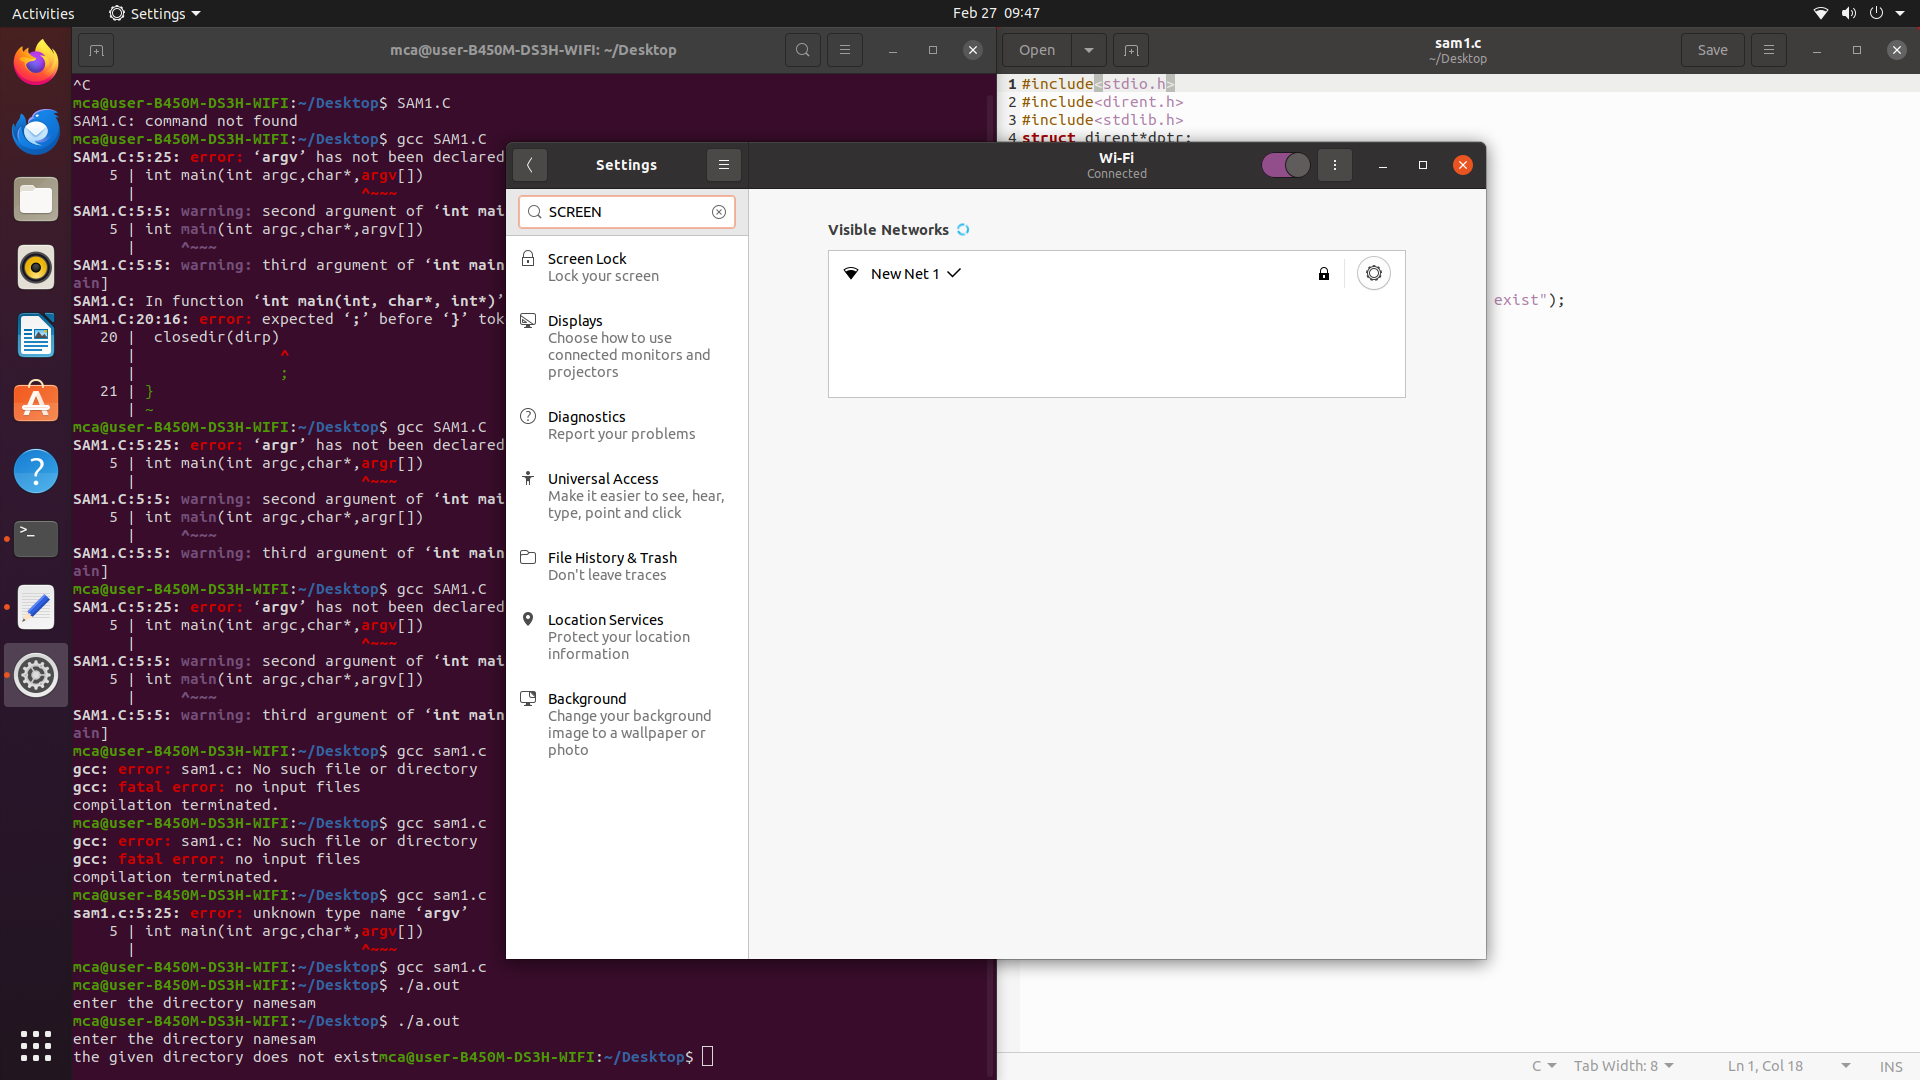 Activities
Settings
Feb 27 09:47
mca@user-B450M-DS3H-WIFI: ~/Desktop
^C
mca@user-B450M-DS3H-WIFI:~/Desktop$ SAM1.C
SAM1.C: command not found
mca@user-B450M-DS3H-WIFI:~/Desktop$ gcc SAM1.C
SAM1.C:5:25: error: ‘argv’ has not been declared
5 | int main(int argc,char*,argv[])
| ^~~~
SAM1.C:5:5: warning: second argument of ‘int mai
5 | int main(int argc,char*,argv[])
| ^~~~
SAM1.C:5:5: warning: third argument of ‘int main
ain]
SAM1.C: In function ‘int main(int, char*, int*)’
SAM1.C:20:16: error: expected ‘;’ before ‘}’ tok
20 | closedir(dirp)
| ^
| ;
21 | }
| ~
mca@user-B450M-DS3H-WIFI:~/Desktop$ gcc SAM1.C
SAM1.C:5:25: error: ‘argr’ has not been declared
5 | int main(int argc,char*,argr[])
| ^~~~
SAM1.C:5:5: warning: second argument of ‘int mai
5 | int main(int argc,char*,argr[])
| ^~~~
SAM1.C:5:5: warning: third argument of ‘int main
ain]
mca@user-B450M-DS3H-WIFI:~/Desktop$ gcc SAM1.C
SAM1.C:5:25: error: ‘argv’ has not been declared
5 | int main(int argc,char*,argv[])
| ^~~~
SAM1.C:5:5: warning: second argument of ‘int mai
5 | int main(int argc,char*,argv[])
| ^~~~
SAM1.C:5:5: warning: third argument of ‘int main
ain]
mca@user-B450M-DS3H-WIFI:~/Desktop$ gcc sam1.c
gcc: error: sam1.c: No such file or directory
gcc: fatal error: no input files
compilation terminated.
mca@user-B450M-DS3H-WIFI:~/Desktop$ gcc sam1.c
gcc: error: sam1.c: No such file or directory
gcc: fatal error: no input files
compilation terminated.
mca@user-B450M-DS3H-WIFI:~/Desktop$ gcc sam1.c
sam1.c:5:25: error: unknown type name ‘argv’
5 | int main(int argc,char*,argv[])
| ^~~~
mca@user-B450M-DS3H-WIFI:~/Desktop$ gcc sam1.c
mca@user-B450M-DS3H-WIFI:~/Desktop$ ./a.out
enter the directory namesam
mca@user-B450M-DS3H-WIFI:~/Desktop$ ./a.out
enter the directory namesam
the given directory does not existmca@user-B450M-DS3H-WIFI:~/Desktop$
Settings
SCREEN
Screen Lock
Lock your screen
Displays
Choose how to use
connected monitors and
projectors
Diagnostics
Report your problems
Universal Access
Make it easier to see, hear,
type, point and click
File History & Trash
Don't leave traces
Location Services
Protect your location
information
Background
Change your background
image to a wallpaper or
photo
Wi-Fi
Connected
Visible Networks
New Net 1
Open
sam1.c
~/Desktop
Save
1 #include<stdio.h>
2 #include<dirent.h>
3 #include<stdlib.h>
4 struct dirent*dptr;
exist");
C
Tab Width: 8
Ln 1, Col 18
INS